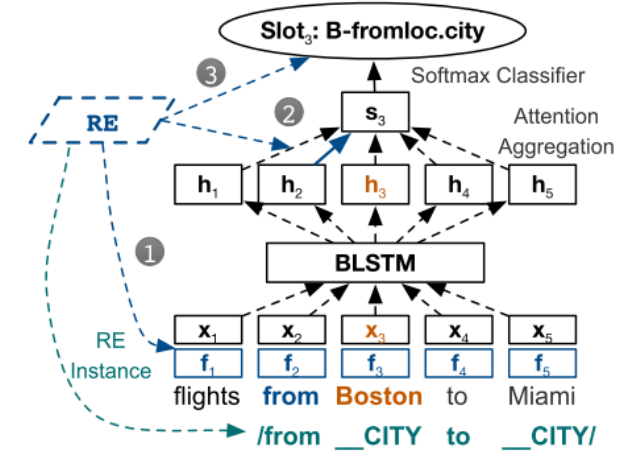 Slot3: B-fromloc.city
3
Softmax Classifier
RE
2
s3
Attention
Aggregation
h1 h2 h3 h4 h5
1
BLSTM
x1 x2 x3 x4 x5
RE
Instance
f1 f2 f3 f4 f5
flights from Boston to Miami
/from __CITY to __CITY/